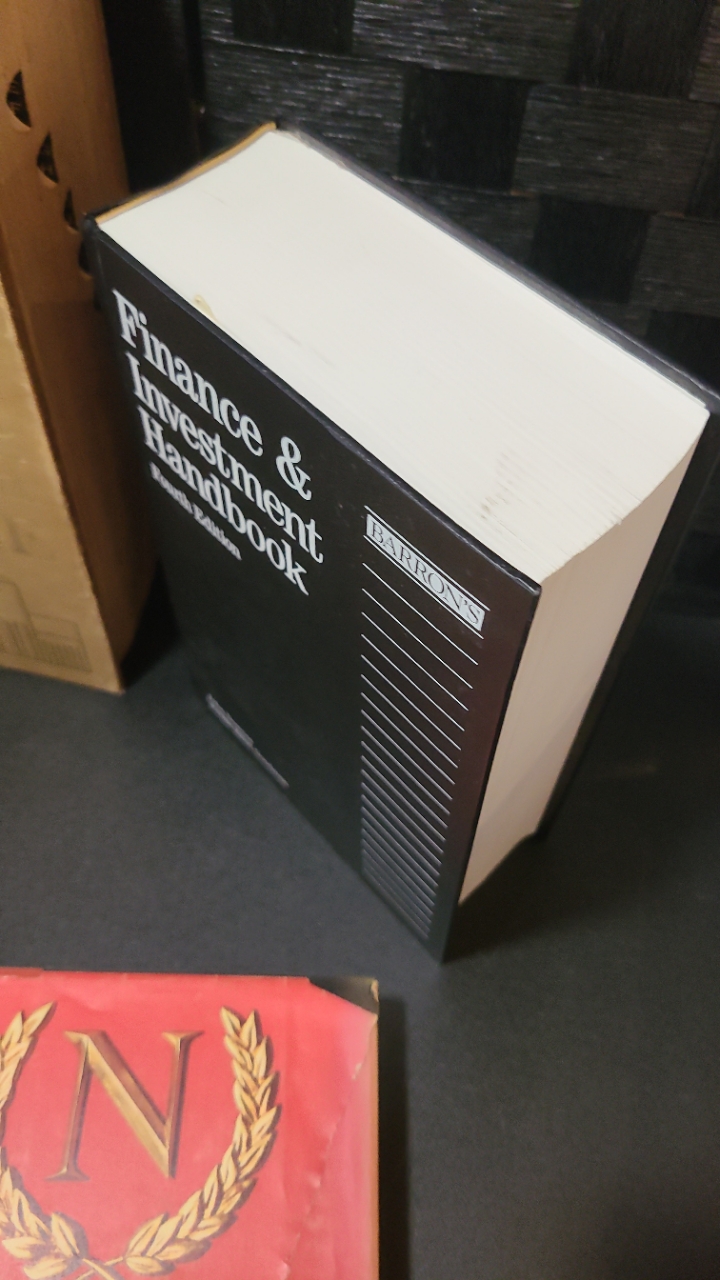 Finance &
Investment
Handbook
Fourth Edition
BARRON'S
N